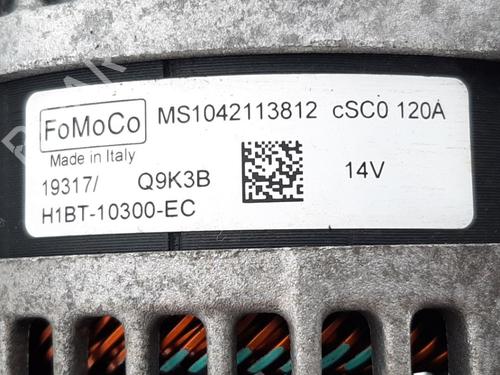 FoMoCo MS1042113812 cSC0 120A
Made in Italy
19317/ Q9K3B 14V
H1BT-10300-EC